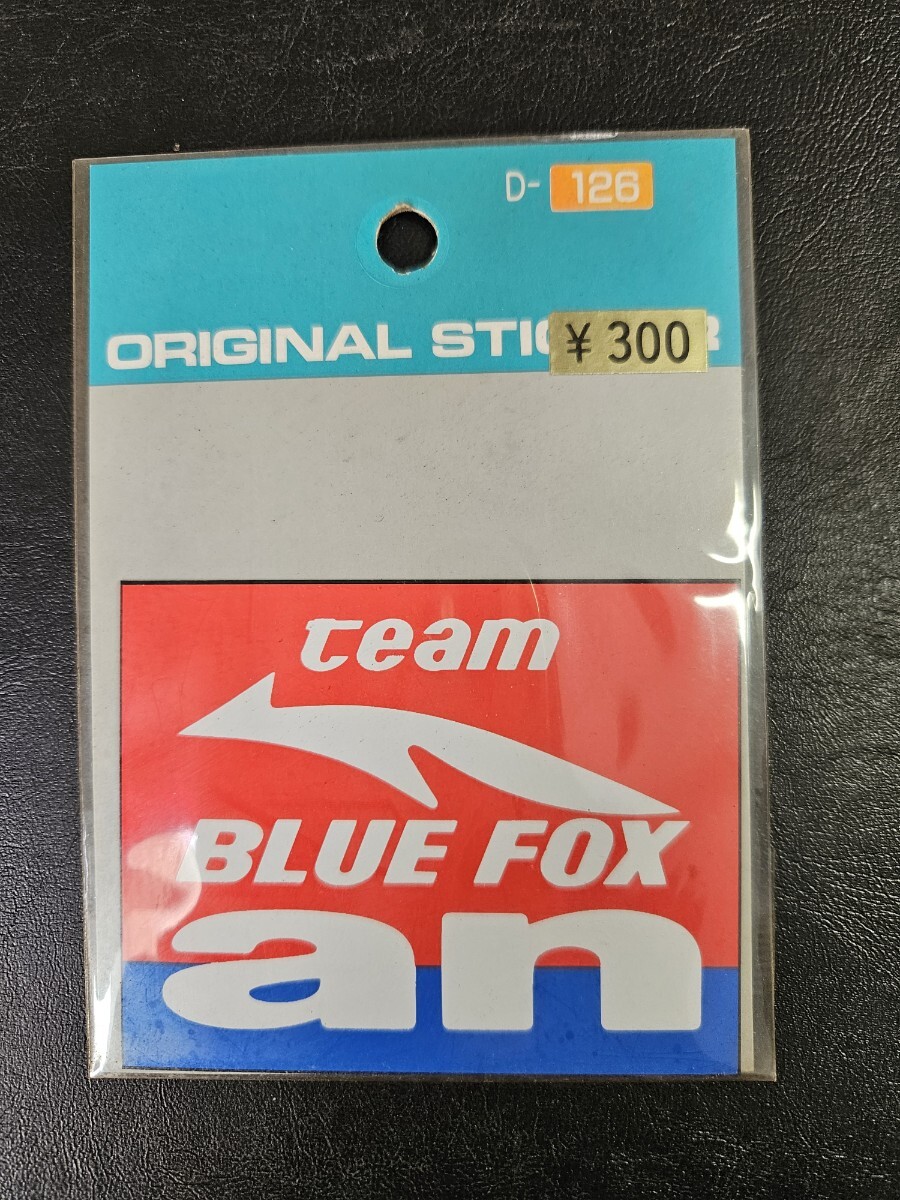 D- 126
ORIGINAL STIC R
¥300
team
BLUE FOX
an